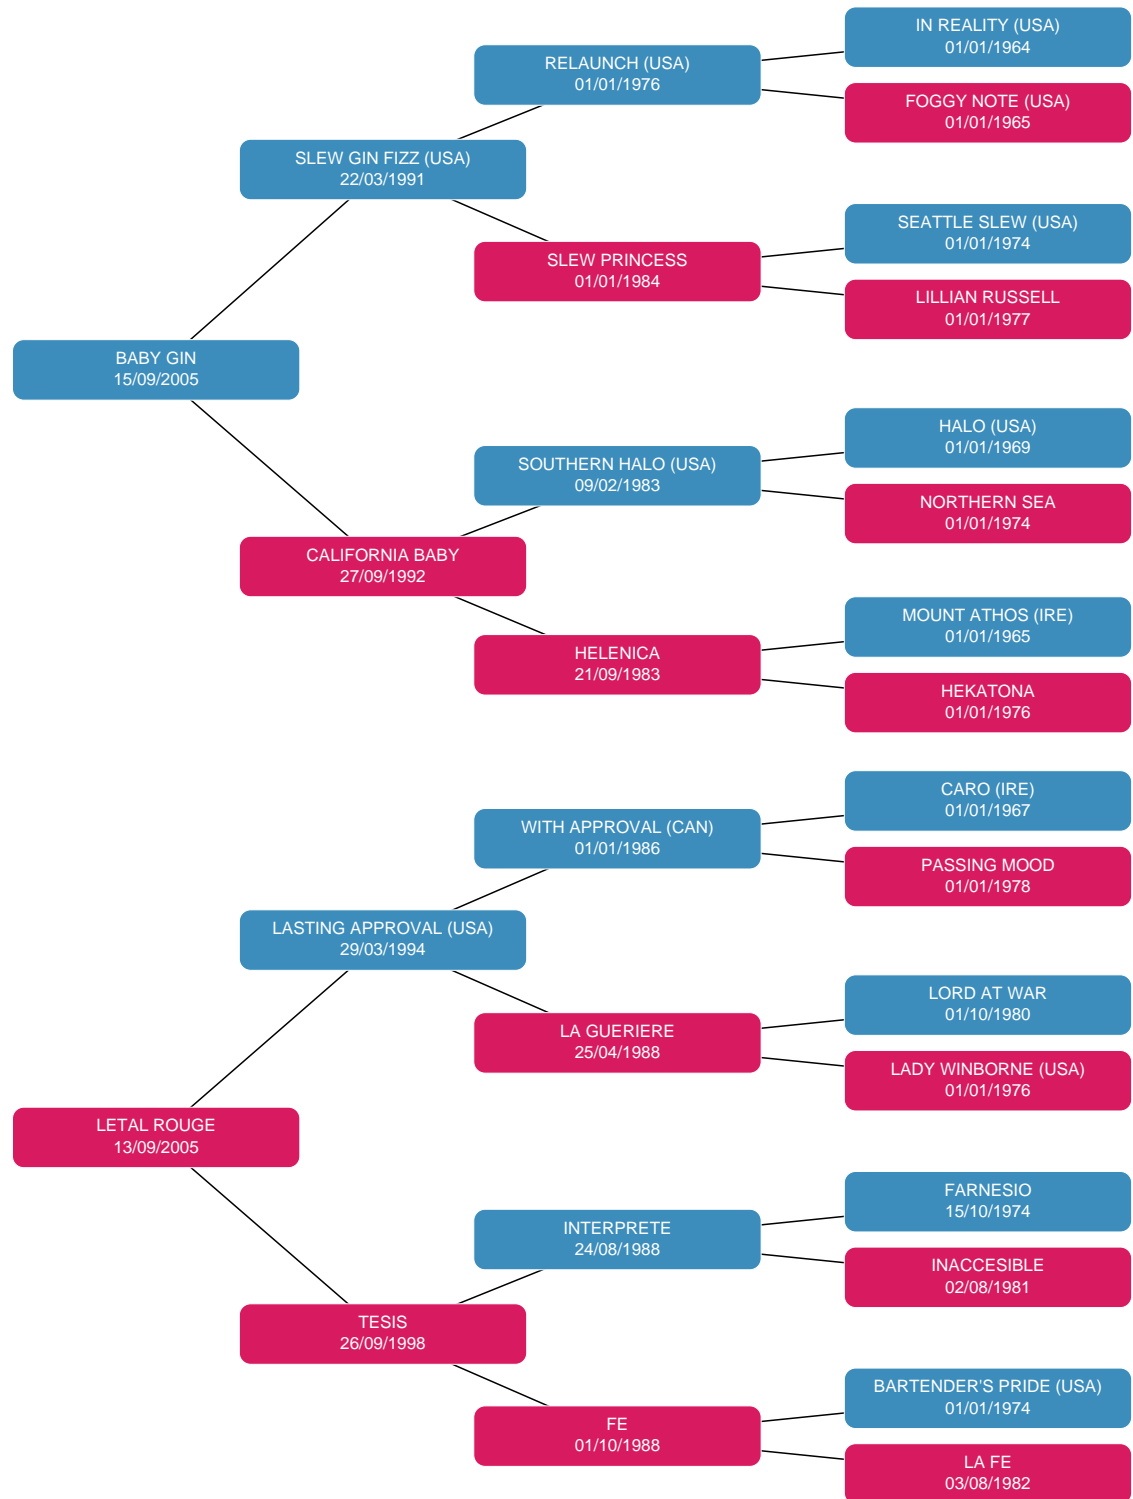 IN REALITY (USA)
01/01/1964
RELAUNCH (USA)
01/01/1976
FOGGY NOTE (USA)
01/01/1965
SLEW GIN FIZZ (USA)
22/03/1991
SEATTLE SLEW (USA)
01/01/1974
SLEW PRINCESS
01/01/1984
LILLIAN RUSSELL
01/01/1977
BABY GIN
15/09/2005
HALO (USA)
01/01/1969
SOUTHERN HALO (USA)
09/02/1983
NORTHERN SEA
01/01/1974
CALIFORNIA BABY
27/09/1992
MOUNT ATHOS (IRE)
01/01/1965
HELENICA
21/09/1983
HEKATONA
01/01/1976
CARO (IRE)
01/01/1967
WITH APPROVAL (CAN)
01/01/1986
PASSING MOOD
01/01/1978
LASTING APPROVAL (USA)
29/03/1994
LORD AT WAR
01/10/1980
LA GUERIERE
25/04/1988
LADY WINBORNE (USA)
01/01/1976
LETAL ROUGE
13/09/2005
FARNESIO
15/10/1974
INTERPRETE
24/08/1988
INACCESIBLE
02/08/1981
TESIS
26/09/1998
BARTENDER'S PRIDE (USA)
01/01/1974
FE
01/10/1988
LA FE
03/08/1982